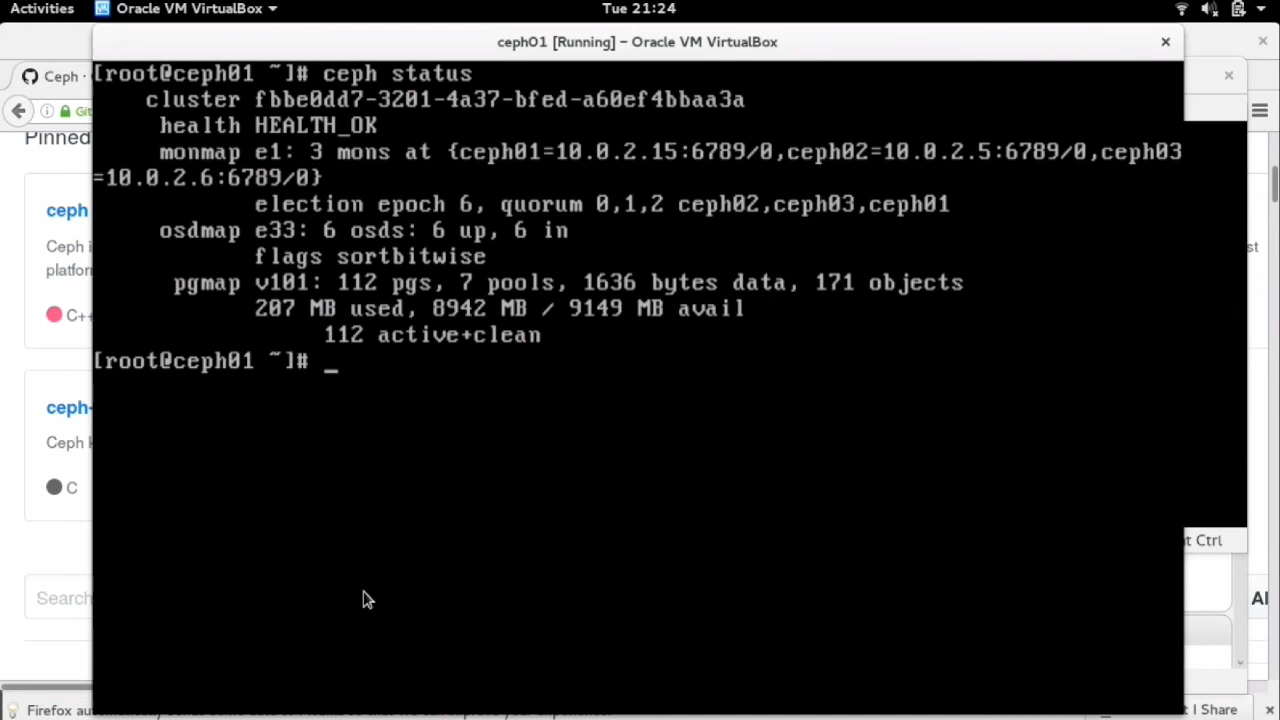 Activities Oracle VM VirtualBox Tue 21:24
ceph01 [Running] – Oracle VM VirtualBox
[root@ceph01 ~]# ceph status
cluster fbbe0dd7-3201-4a37-bfed-a60ef4bbaa3a
health HEALTH_OK
monmap e1: 3 mons at {ceph01=10.0.2.15:6789/0,ceph02=10.0.2.5:6789/0,ceph03
=10.0.2.6:6789/0}
election epoch 6, quorum 0,1,2 ceph02,ceph03,ceph01
osdmap e33: 6 osds: 6 up, 6 in
flags sortbitwise
pgmap v101: 112 pgs, 7 pools, 1636 bytes data, 171 objects
207 MB used, 8942 MB / 9149 MB avail
112 active+clean
[root@ceph01 ~]# _
Ceph ·
Git
Pinned
ceph
Ceph i
platfor
C++
ceph-
Ceph k
C
Search
Ctrl
Firefox
I Share